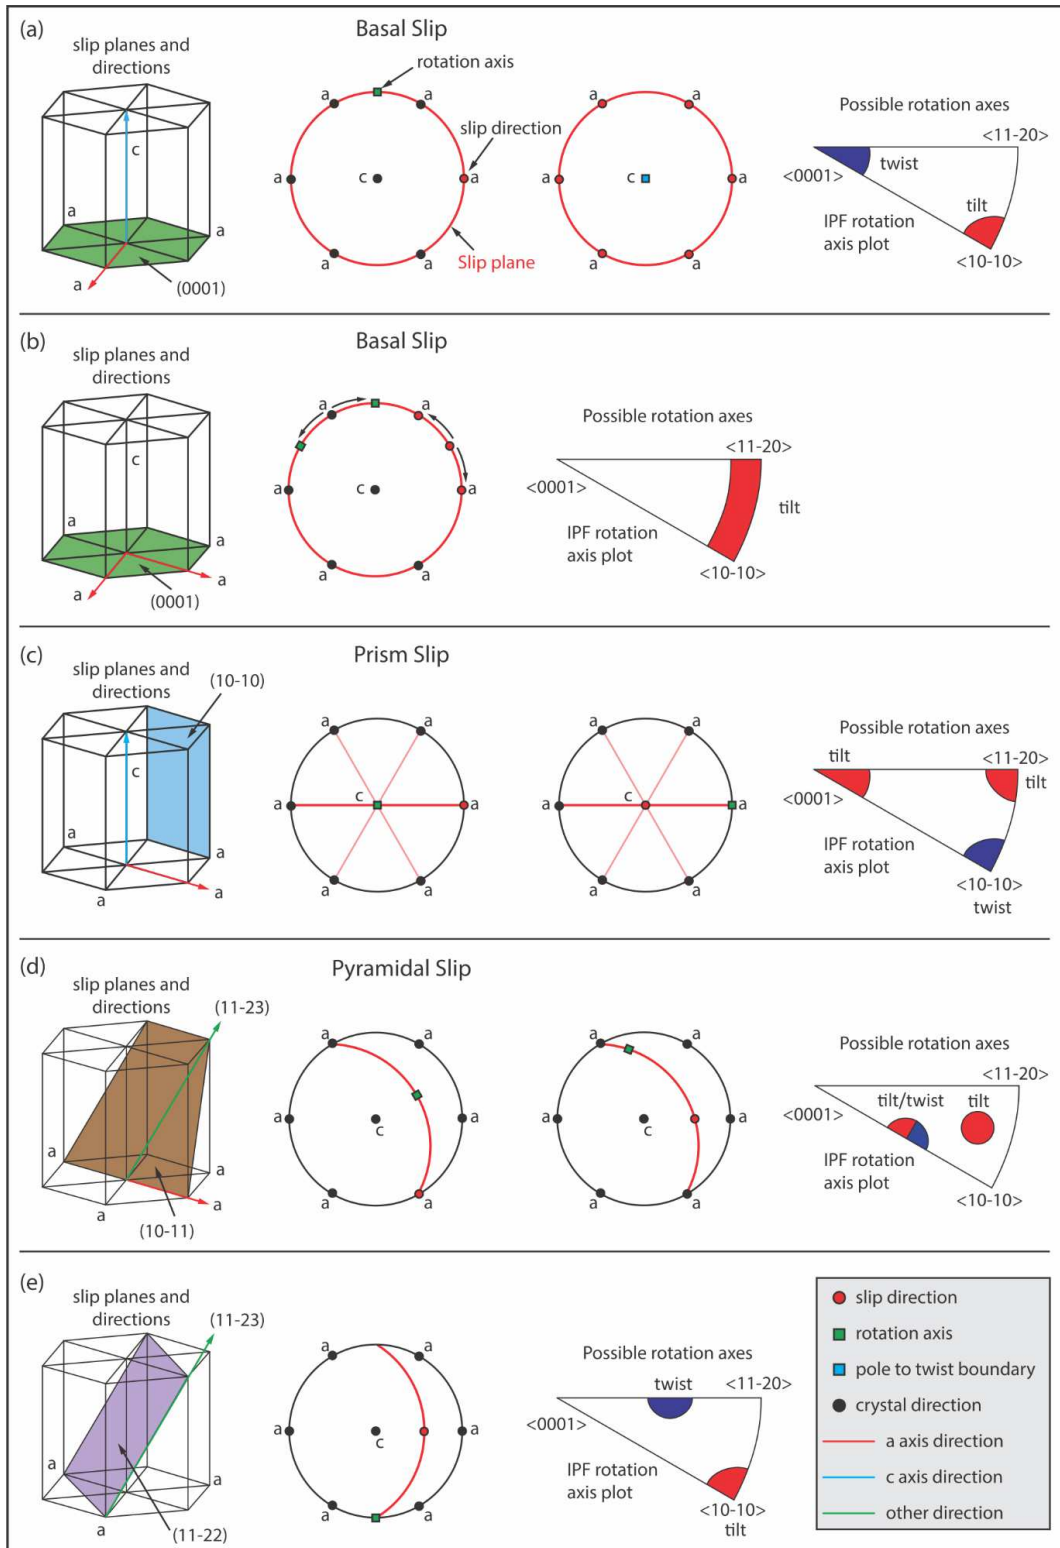 (a)
slip planes and
directions
c
a
a
a
(0001)
Basal Slip
rotation axis
slip direction
Slip plane
a
a
a
c
a
a
a
a
a
a
c
a
a
a
Possible rotation axes
<11-20>
<0001>
twist
tilt
IPF rotation
axis plot
<10-10>
(b)
slip planes and
directions
c
a
a
a
a
(0001)
Basal Slip
a
a
a
c
a
a
a
Possible rotation axes
<11-20>
<0001>
tilt
IPF rotation
axis plot
<10-10>
(c)
slip planes and
directions
(10-10)
c
a
a
a
a
Prism Slip
a
a
a
c
a
a
a
a
a
a
c
a
a
a
Possible rotation axes
tilt
<11-20>
tilt
<0001>
IPF rotation
axis plot
<10-10>
twist
(d)
slip planes and
directions
(11-23)
a
a
a
a
(10-11)
Pyramidal Slip
a
a
a
c
a
a
a
a
a
a
c
a
a
a
Possible rotation axes
<11-20>
<0001>
tilt/twist
tilt
IPF rotation
axis plot
<10-10>
(e)
slip planes and
directions
(11-23)
a
a
a
(11-22)
a
a
a
c
a
a
a
Possible rotation axes
twist
<11-20>
<0001>
IPF rotation
axis plot
<10-10>
tilt
slip direction
rotation axis
pole to twist boundary
crystal direction
a axis direction
c axis direction
other direction